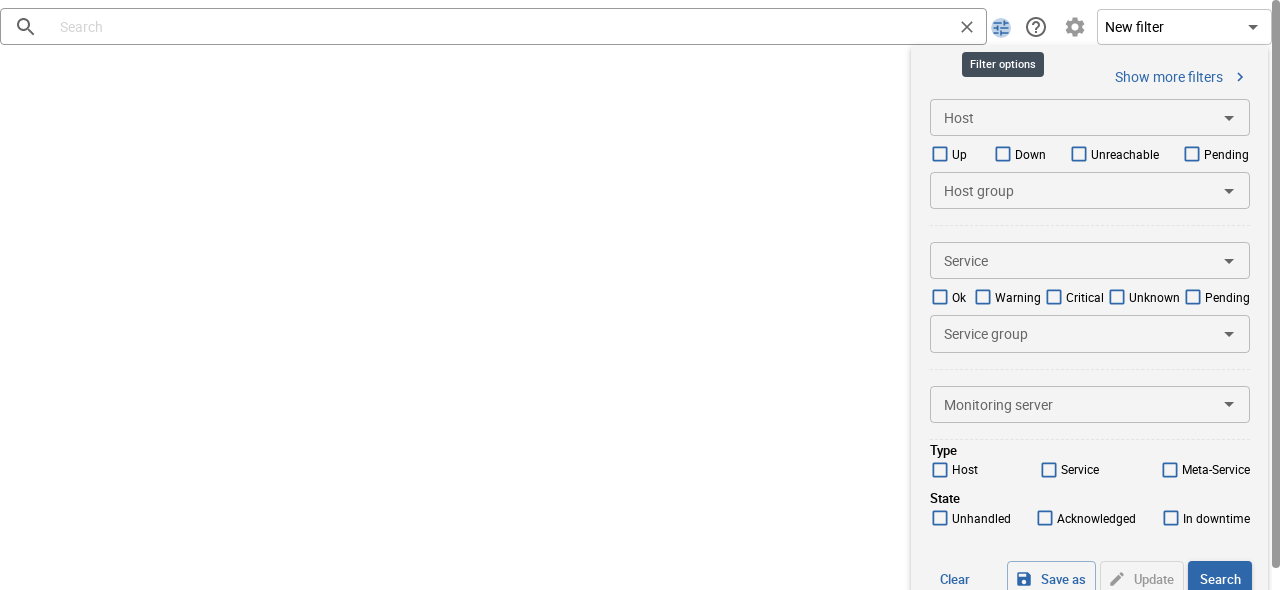 Search
New filter
Filter options
Show more filters
Host
Up Down Unreachable Pending
Host group
Service
Ok Warning Critical Unknown Pending
Service group
Monitoring server
Type
Host Service Meta-Service
State
Unhandled Acknowledged In downtime
Clear Save as Update Search